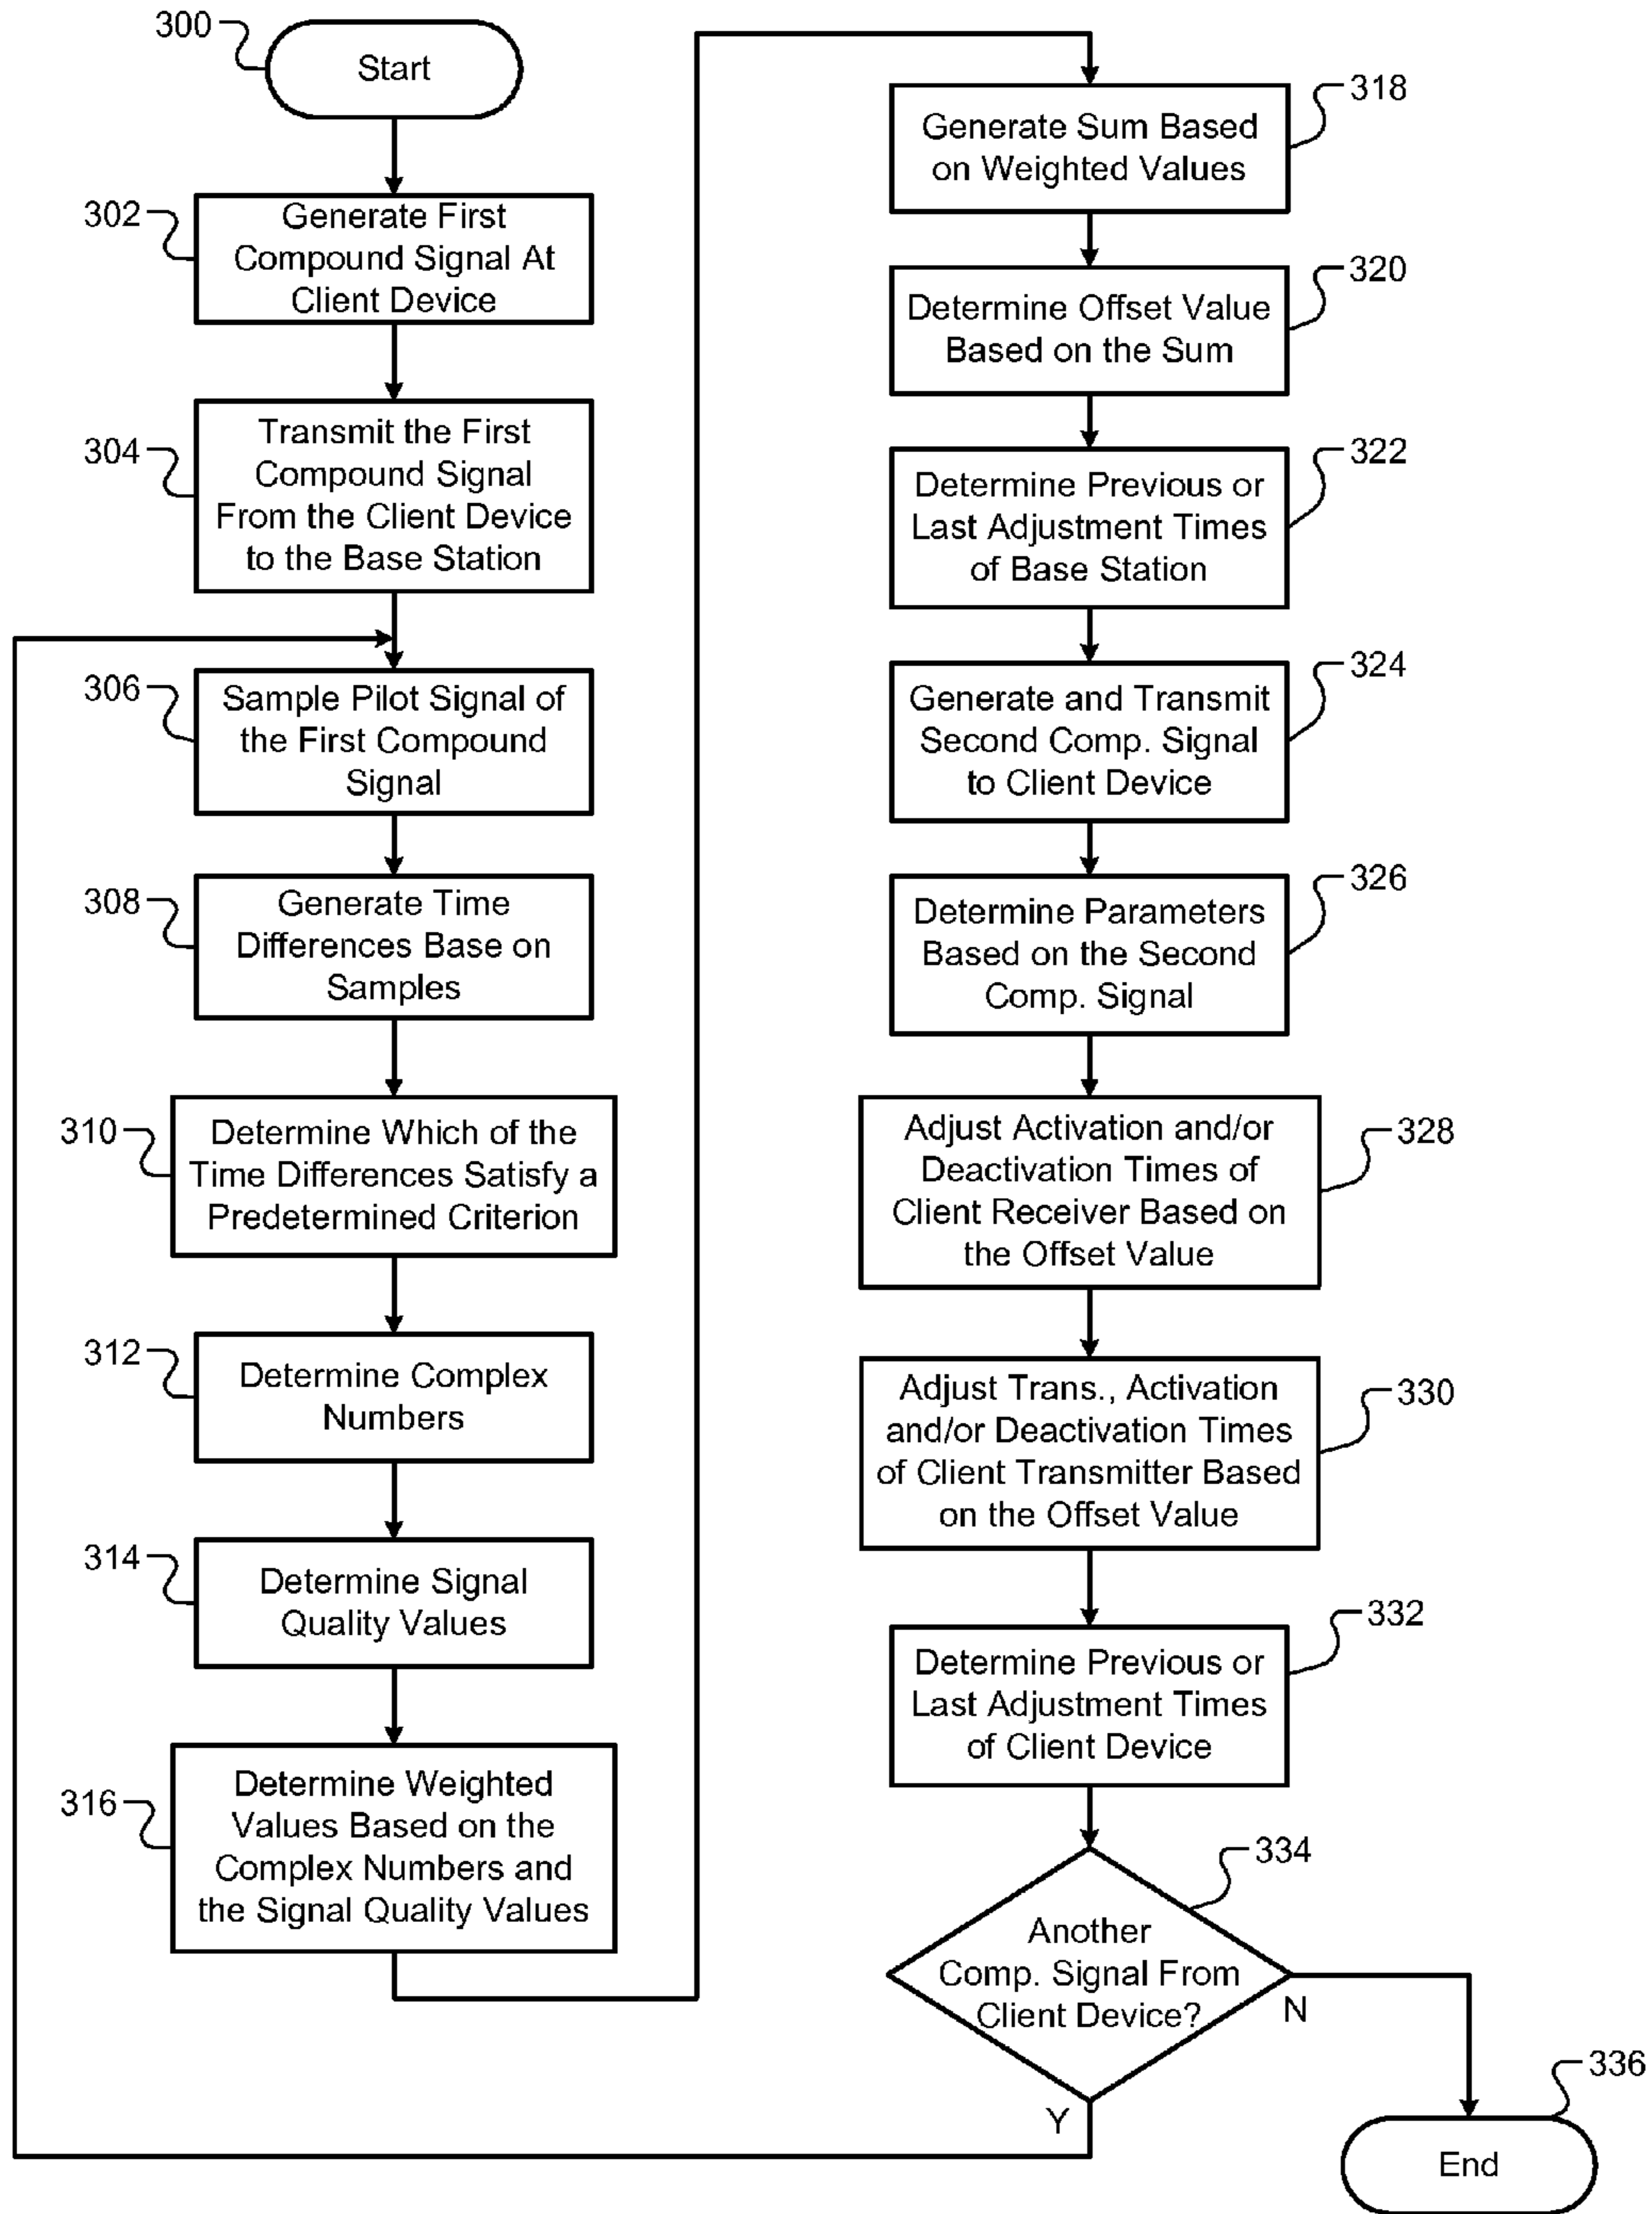 300
Start
302
Generate First
Compound Signal At
Client Device
304
Transmit the First
Compound Signal
From the Client Device
to the Base Station
306
Sample Pilot Signal of
the First Compound
Signal
308
Generate Time
Differences Base on
Samples
310
Determine Which of the
Time Differences Satisfy a
Predetermined Criterion
312
Determine Complex
Numbers
314
Determine Signal
Quality Values
316
Determine Weighted
Values Based on the
Complex Numbers and
the Signal Quality Values
318
Generate Sum Based
on Weighted Values
320
Determine Offset Value
Based on the Sum
322
Determine Previous or
Last Adjustment Times
of Base Station
324
Generate and Transmit
Second Comp. Signal
to Client Device
326
Determine Parameters
Based on the Second
Comp. Signal
328
Adjust Activation and/or
Deactivation Times of
Client Receiver Based on
the Offset Value
330
Adjust Trans., Activation
and/or Deactivation Times
of Client Transmitter Based
on the Offset Value
332
Determine Previous or
Last Adjustment Times
of Client Device
334
Another
Comp. Signal From
Client Device?
N
Y
336
End